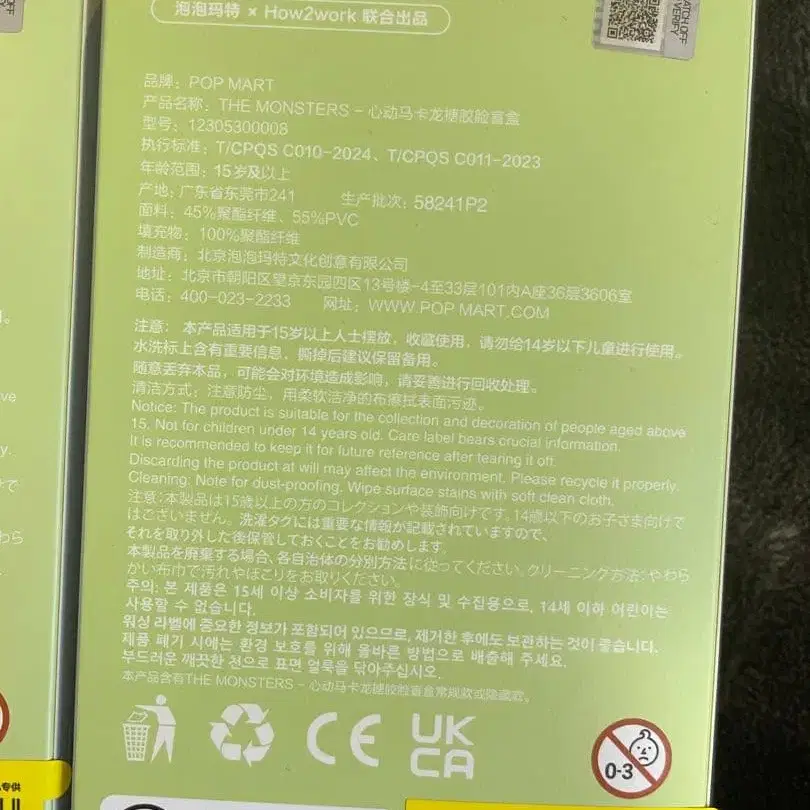 泡泡玛特 × How2work 联合出品
SCRATCH OFF
VERIFY
品牌: POP MART
产品名称: THE MONSTERS - 心动马卡龙搪胶脸盲盒
型号: 12305300008
执行标准: T/CPQS C010-2024、T/CPQS C011-2023
年龄范围: 15岁及以上
产地: 广东省东莞市241 生产批次: 58241P2
面料: 45%聚酯纤维、55%PVC
填充物: 100%聚酯纤维
制造商: 北京泡泡玛特文化创意有限公司
地址: 北京市朝阳区望京东园四区13号楼-4至33层101内A座36层3606室
电话: 400-023-2233 网址: WWW.POP MART.COM
注意: 本产品适用于15岁以上人士摆放，收藏使用，请勿给14岁以下儿童进行使用。
水洗标上含有重要信息，撕掉后建议保留备用。
随意丢弃本品，可能会对环境造成影响，请妥善进行回收处理。
清洁方式: 注意防尘，用柔软洁净的布擦拭表面污迹。
Notice: The product is suitable for the collection and decoration of people aged above
15. Not for children under 14 years old. Care label bears crucial information.
It is recommended to keep it for future reference after tearing it off.
Discarding the product at will may affect the environment. Please recycle it properly.
Cleaning: Note for dust-proofing. Wipe surface stains with soft clean cloth.
注意:本製品は15歳以上の方のコレクションや装飾向けです。14歳以下のお子さま向けで
はございません。洗濯タグには重要な情報が記載されていますので、
それを取り外した後保管しておくことをお勧めします。
本製品を廃棄する場合、各自治体の分別方法に従ってください。クリーニング方法:やわら
かい布巾で汚れやほこりをお取りください。
주의: 본 제품은 15세 이상 소비자를 위한 장식 및 수집용으로, 14세 이하 어린이는
사용할 수 없습니다.
워싱 라벨에 중요한 정보가 포함되어 있으므로, 제거한 후에도 보관하는 것이 좋습니다.
제품 폐기 시에는 환경 보호를 위해 올바른 방법으로 배출해 주세요.
부드러운 깨끗한 천으로 표면 얼룩을 닦아주십시오.
本产品含有THE MONSTERS - 心动马卡龙搪胶脸盲盒常规款或隐藏款。
CE
UK
CA
0-3
专供